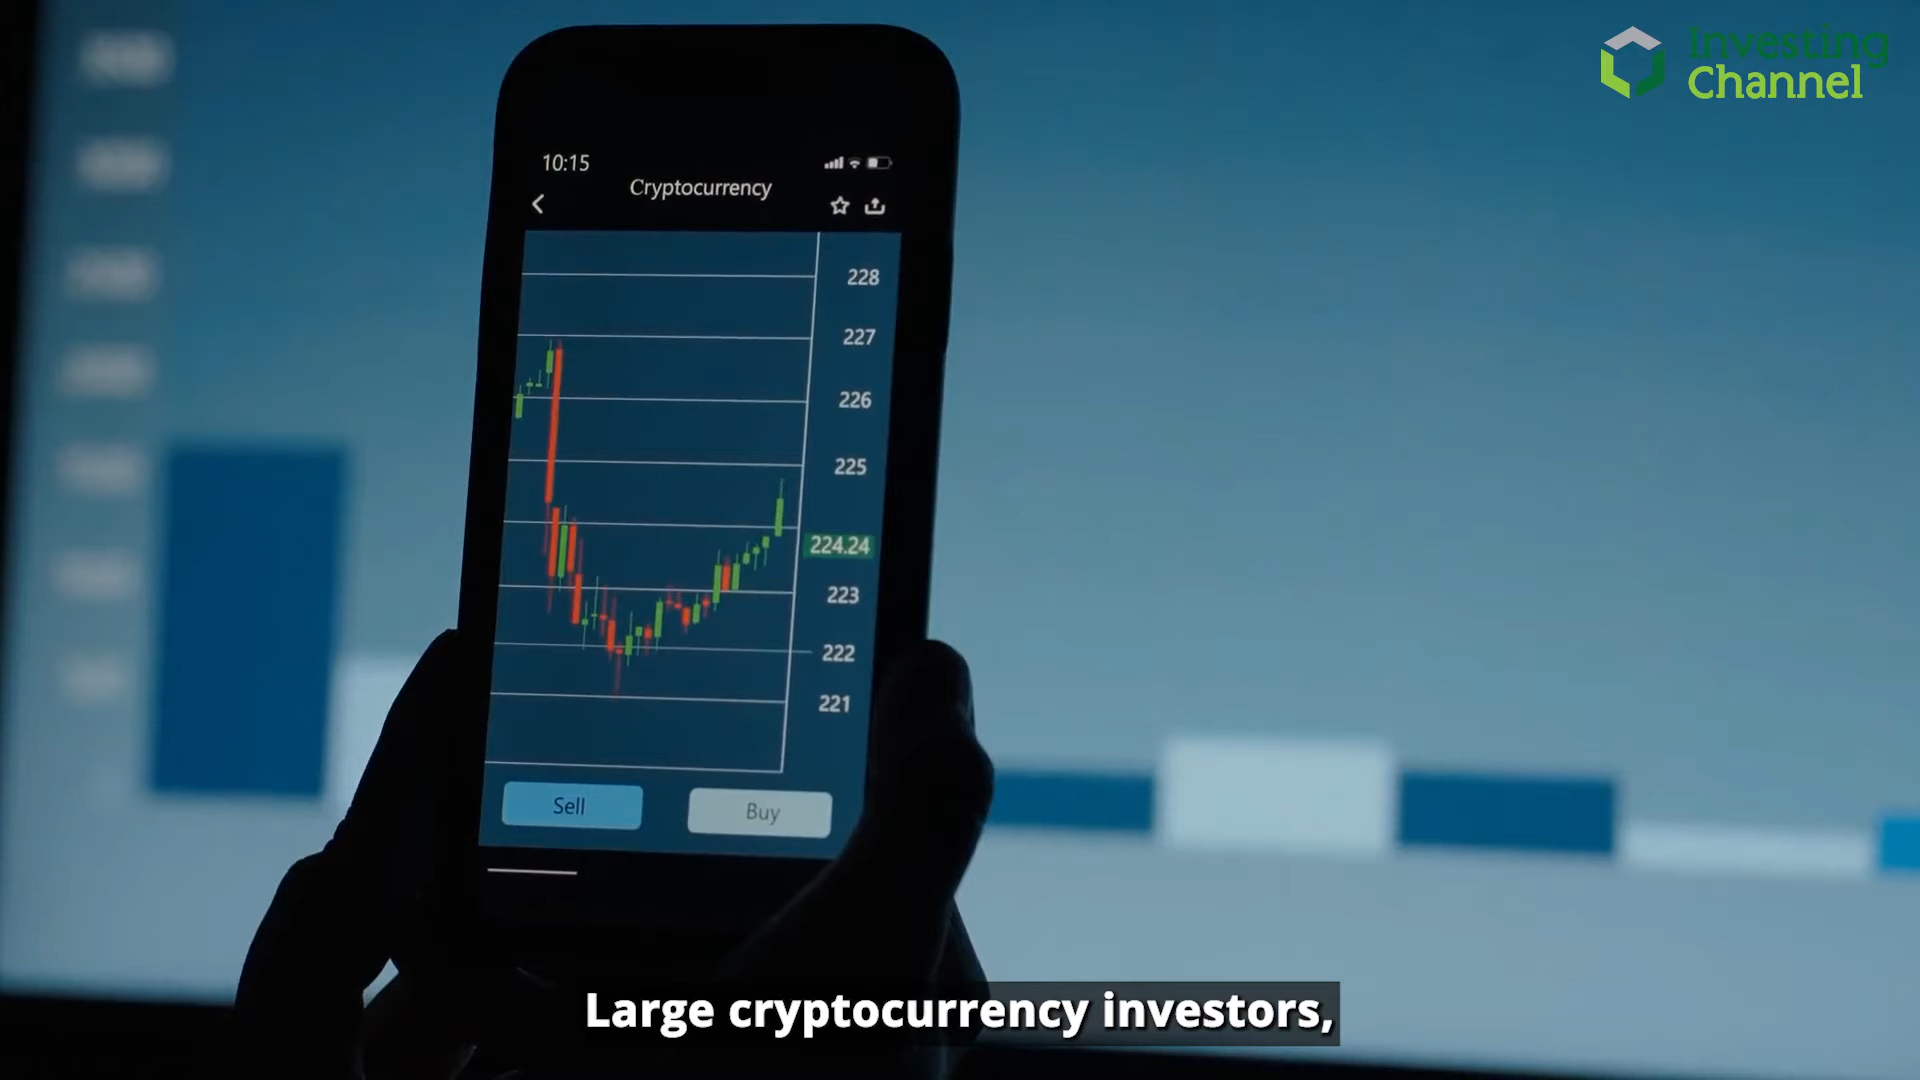 Investing
Channel
10:15
Cryptocurrency
228
227
226
225
224.24
223
222
221
Sell
Buy
Large cryptocurrency investors,